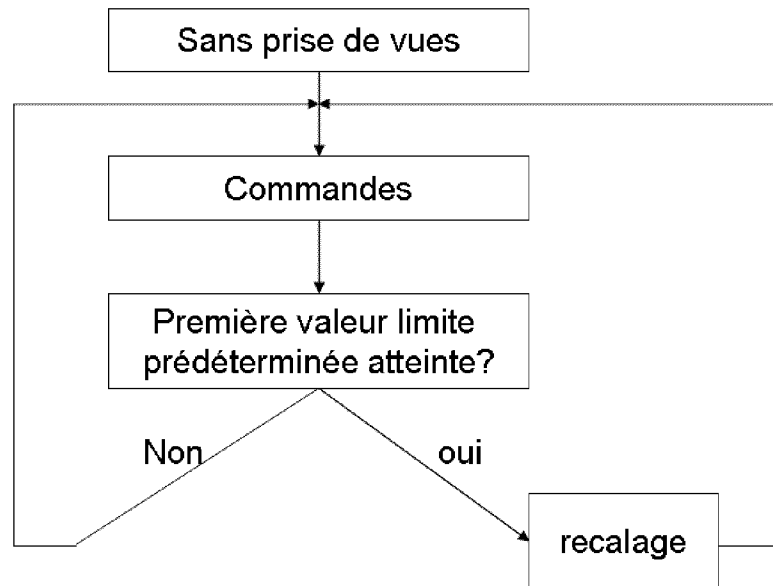 Sans prise de vues
Commandes
Première valeur limite
prédéterminée atteinte?
Non
oui
recalage